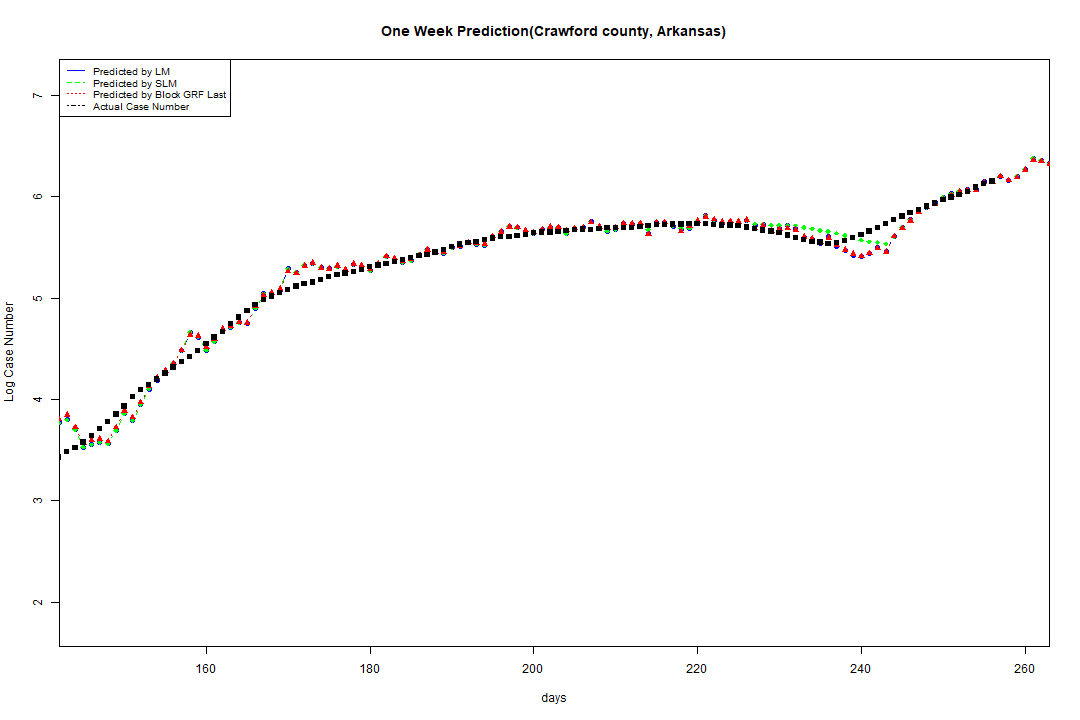 One Week Prediction(Crawford county, Arkansas)
Predicted by LM
Predicted by SLM
Predicted by Block GRF Last
Actual Case Number
7
6
5
4
3
2
Log Case Number
160 180 200 220 240 260
days